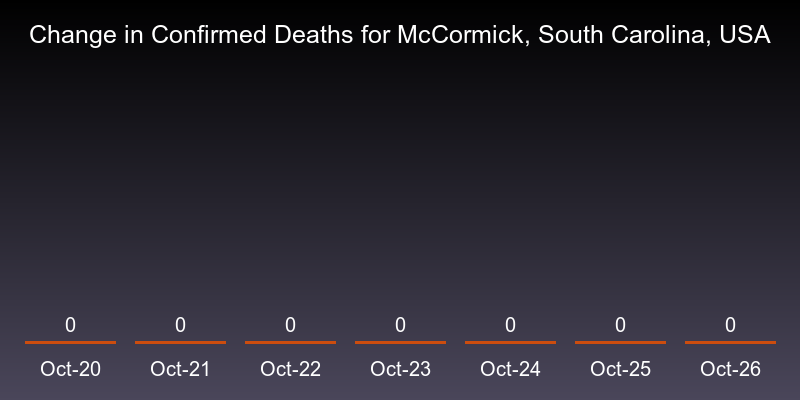 Change in Confirmed Deaths for McCormick, South Carolina, USA
0 0 0 0 0 0 0
Oct-20 Oct-21 Oct-22 Oct-23 Oct-24 Oct-25 Oct-26